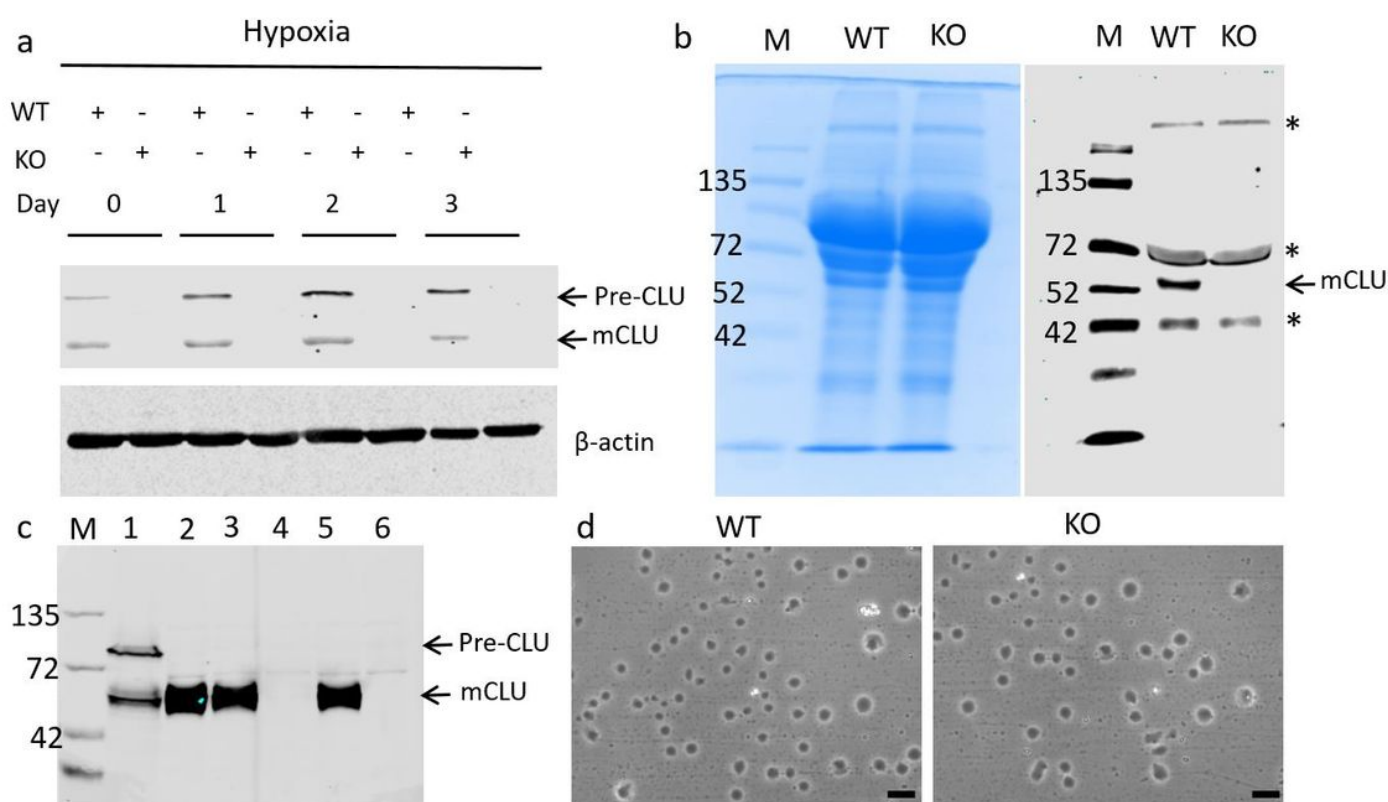 a
Hypoxia
WT + - + - + - + -
KO - + - + - + - +
Day 0 1 2 3
Pre-CLU
mCLU
β-actin
b
M WT KO
135
72
52
42
M WT KO
135
72
52
42
*
*
mCLU
*
c
M 1 2 3 4 5 6
135
72
42
Pre-CLU
mCLU
d
WT
KO